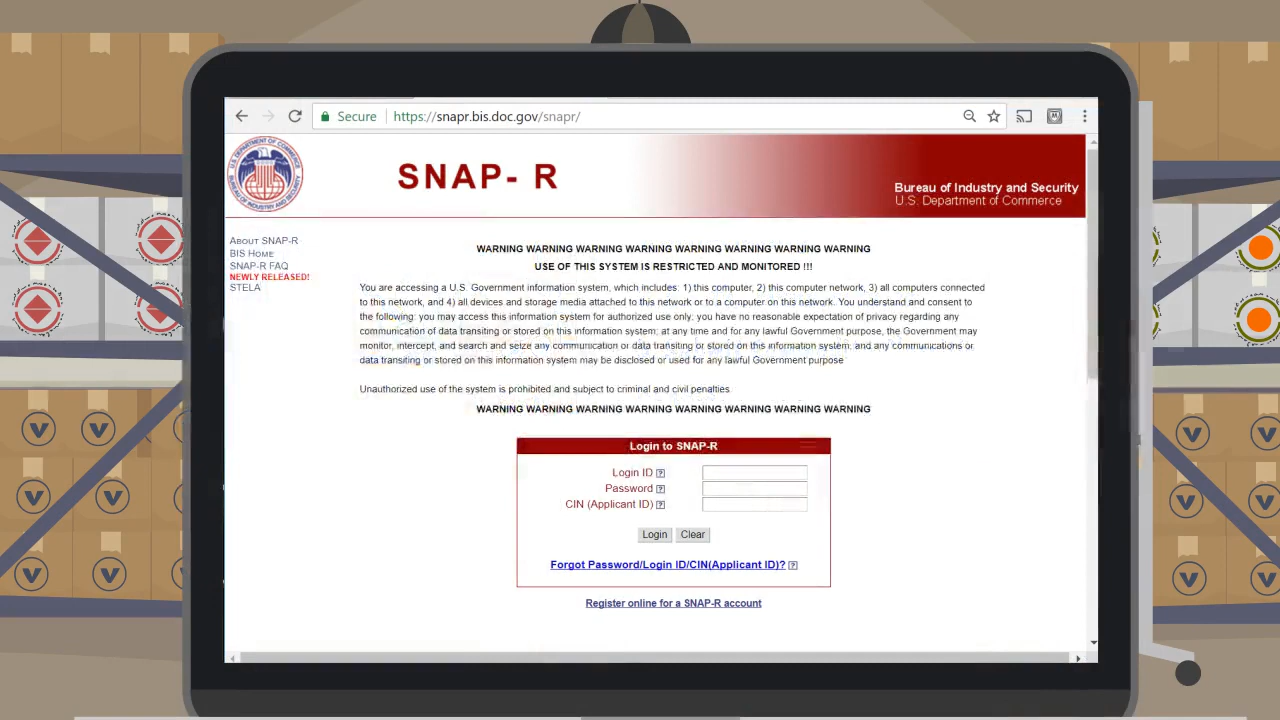 Secure
https://snapr.bis.doc.gov/snapr/
U.S. DEPARTMENT OF COMMERCE
BUREAU OF INDUSTRY AND SECURITY
SNAP- R
Bureau of Industry and Security
U.S. Department of Commerce
About SNAP-R
BIS Home
SNAP-R FAQ
NEWLY RELEASED!
STELA
WARNING WARNING WARNING WARNING WARNING WARNING WARNING WARNING
USE OF THIS SYSTEM IS RESTRICTED AND MONITORED !!!
You are accessing a U.S. Government information system, which includes: 1) this computer, 2) this computer network, 3) all computers connected
to this network, and 4) all devices and storage media attached to this network or to a computer on this network. You understand and consent to
the following: you may access this information system for authorized use only; you have no reasonable expectation of privacy regarding any
communication of data transiting or stored on this information system; at any time and for any lawful Government purpose, the Government may
monitor, intercept, and search and seize any communication or data transiting or stored on this information system; and any communications or
data transiting or stored on this information system may be disclosed or used for any lawful Government purpose
Unauthorized use of the system is prohibited and subject to criminal and civil penalties.
WARNING WARNING WARNING WARNING WARNING WARNING WARNING WARNING
Login to SNAP-R
Login ID ?
Password ?
CIN (Applicant ID) ?
Login Clear
Forgot Password/Login ID/CIN(Applicant ID)? ?
Register online for a SNAP-R account